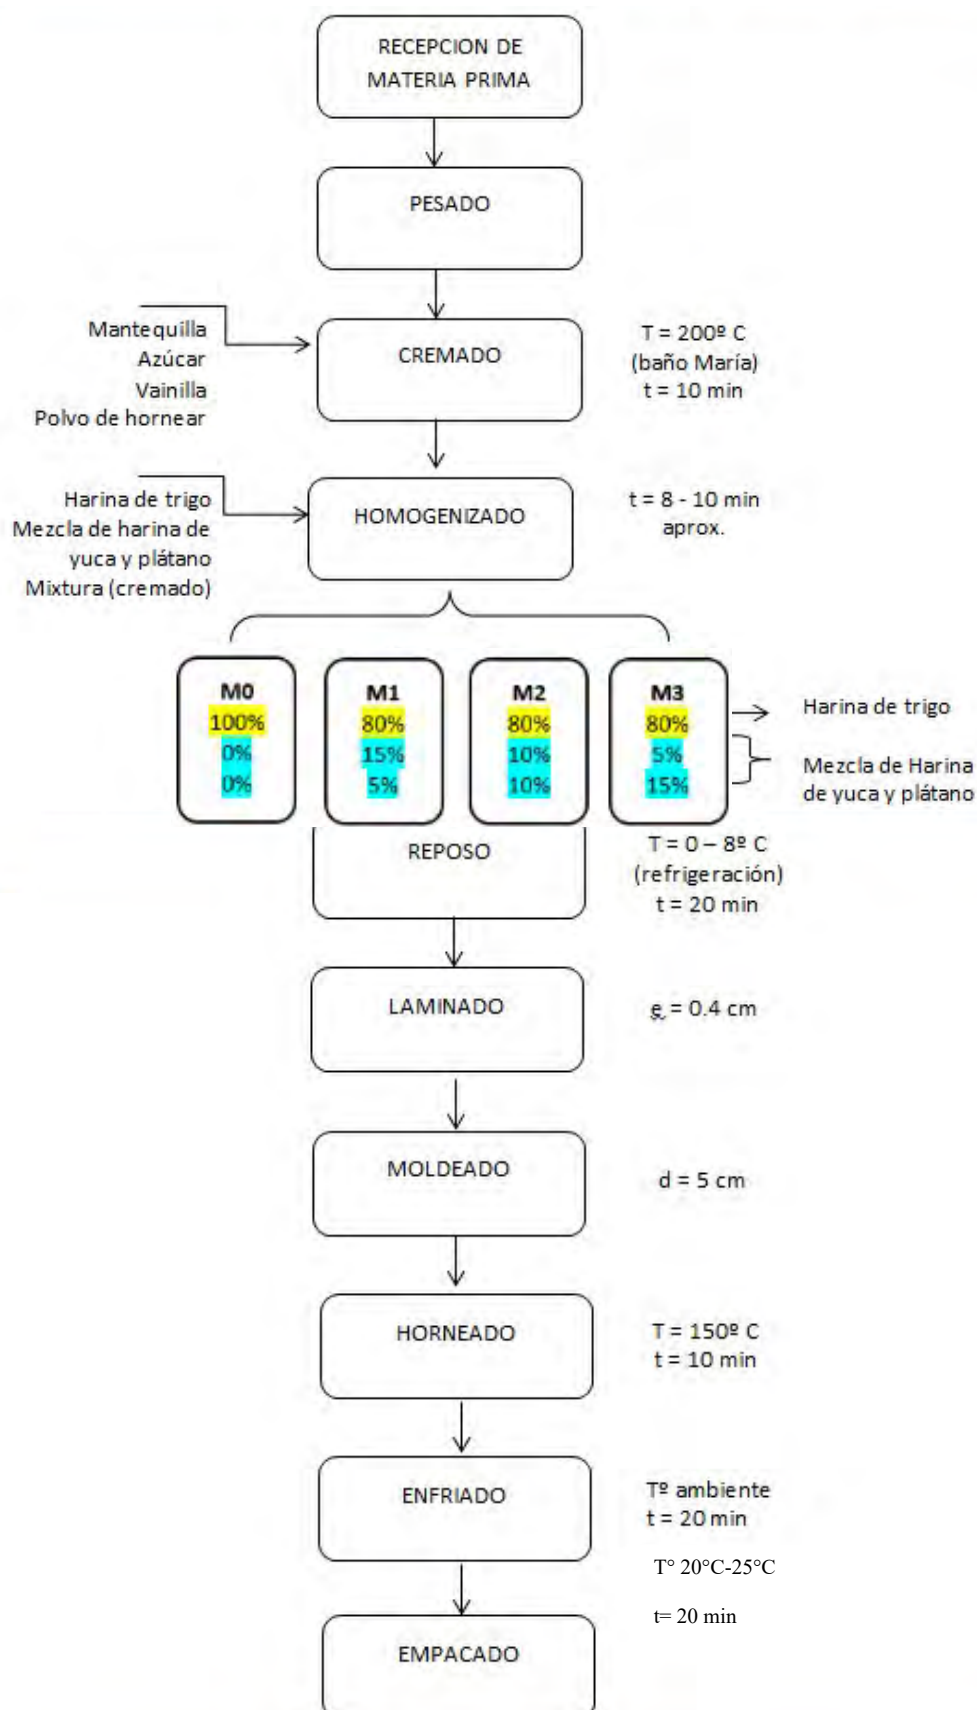 RECEPCION DE
MATERIA PRIMA
PESADO
Mantequilla
Azúcar
Vainilla
Polvo de hornear
CREMADO
T = 200º C
(baño María)
t = 10 min
Harina de trigo
Mezcla de harina de
yuca y plátano
Mixtura (cremado)
HOMOGENIZADO
t = 8 - 10 min
aprox.
M0
100%
0%
0%
M1
80%
15%
5%
M2
80%
10%
10%
M3
80%
5%
15%
Harina de trigo
Mezcla de Harina
de yuca y plátano
REPOSO
T = 0 – 8º C
(refrigeración)
t = 20 min
LAMINADO
e = 0.4 cm
MOLDEADO
d = 5 cm
HORNEADO
T = 150º C
t = 10 min
ENFRIADO
Tº ambiente
t = 20 min
T° 20°C-25°C
t= 20 min
EMPACADO